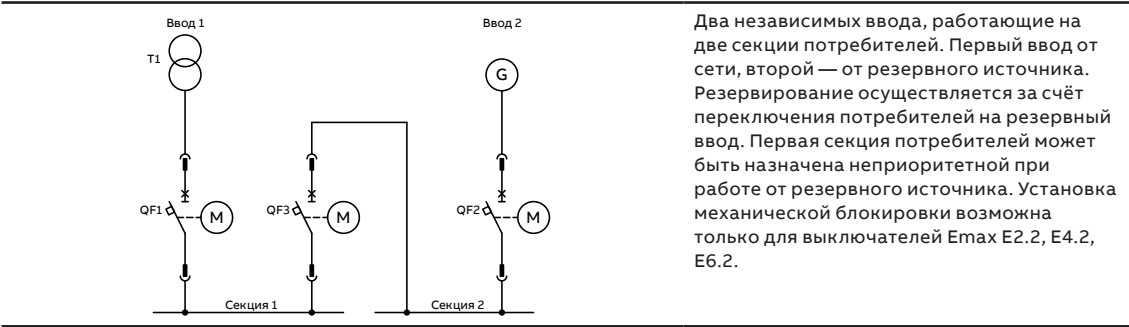 Ввод 1
Ввод 2
T1
G
QF1
M
QF3
M
QF2
M
Секция 1
Секция 2
Два независимых ввода, работающие на
две секции потребителей. Первый ввод от
сети, второй — от резервного источника.
Резервирование осуществляется за счёт
переключения потребителей на резервный
ввод. Первая секция потребителей может
быть назначена неприоритетной при
работе от резервного источника. Установка
механической блокировки возможна
только для выключателей Emax E2.2, E4.2,
E6.2.